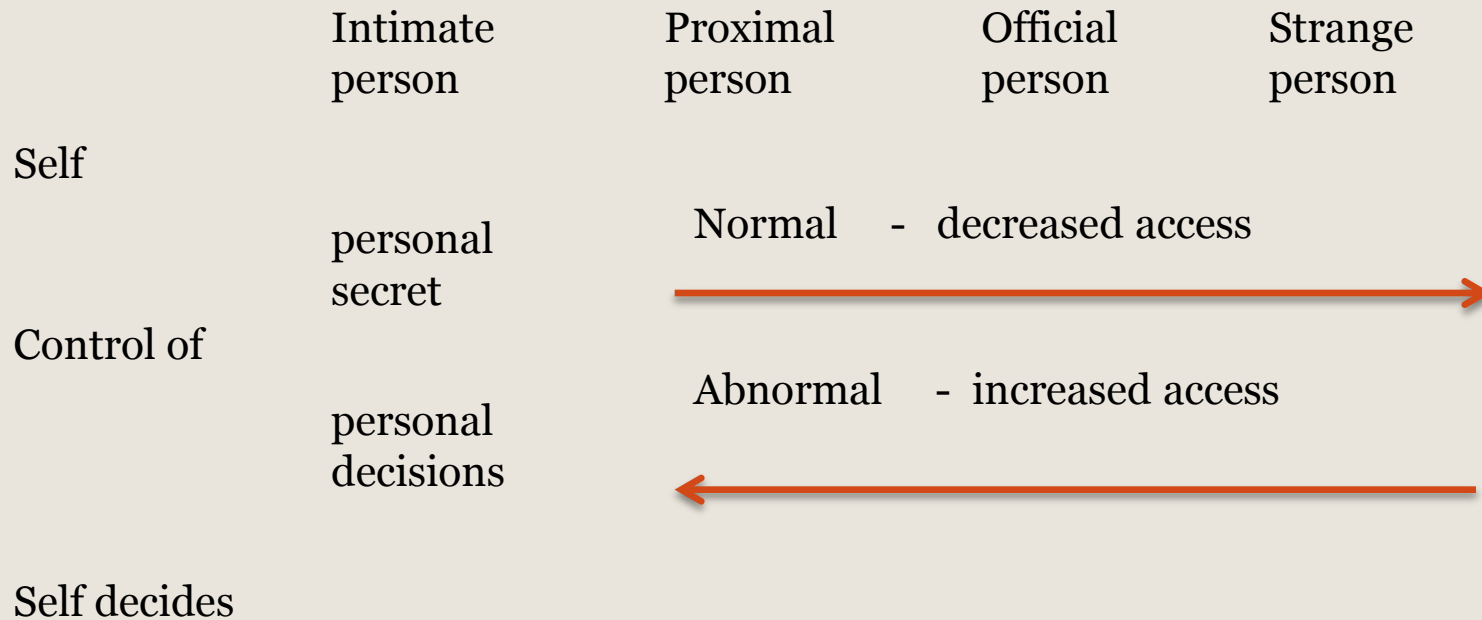 Intimate person Proximal person Official person Strange person
Self
personal secret
Normal - decreased access
Control of
personal decisions
Abnormal - increased access
Self decides